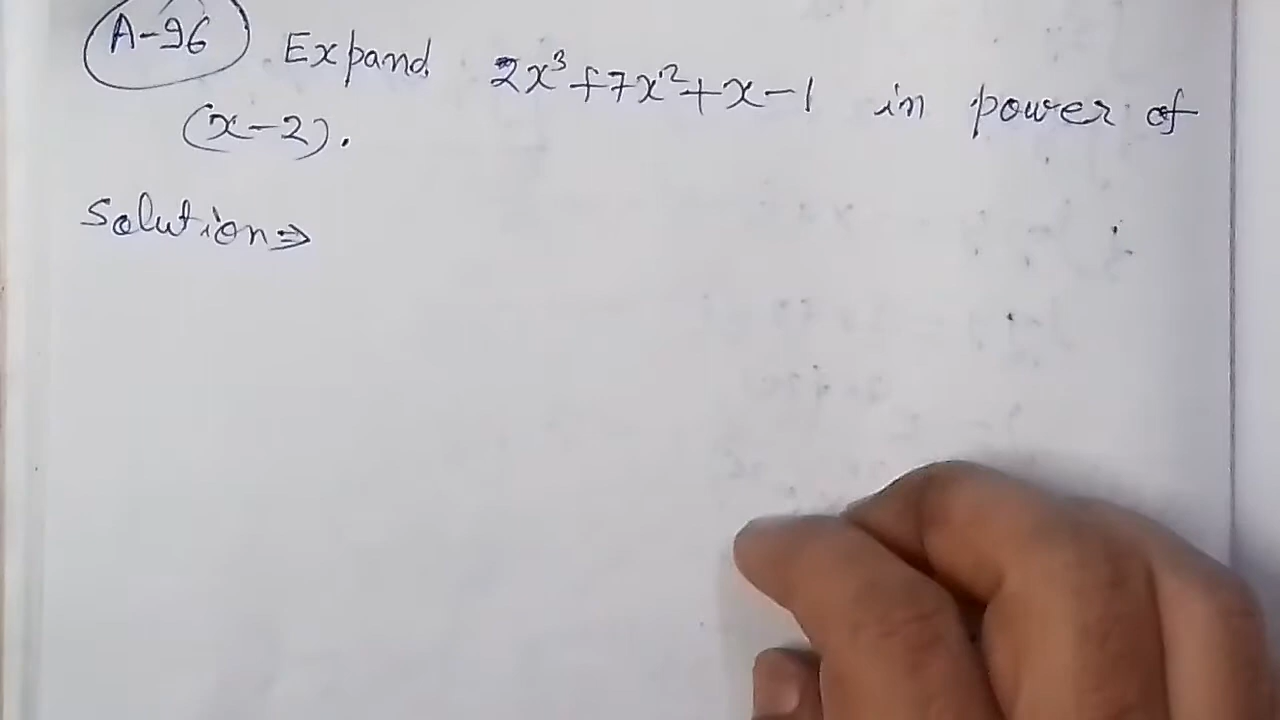 A-96 Expand 2x³+7x²+x-1 in power of
(x-2).
Solution⇒